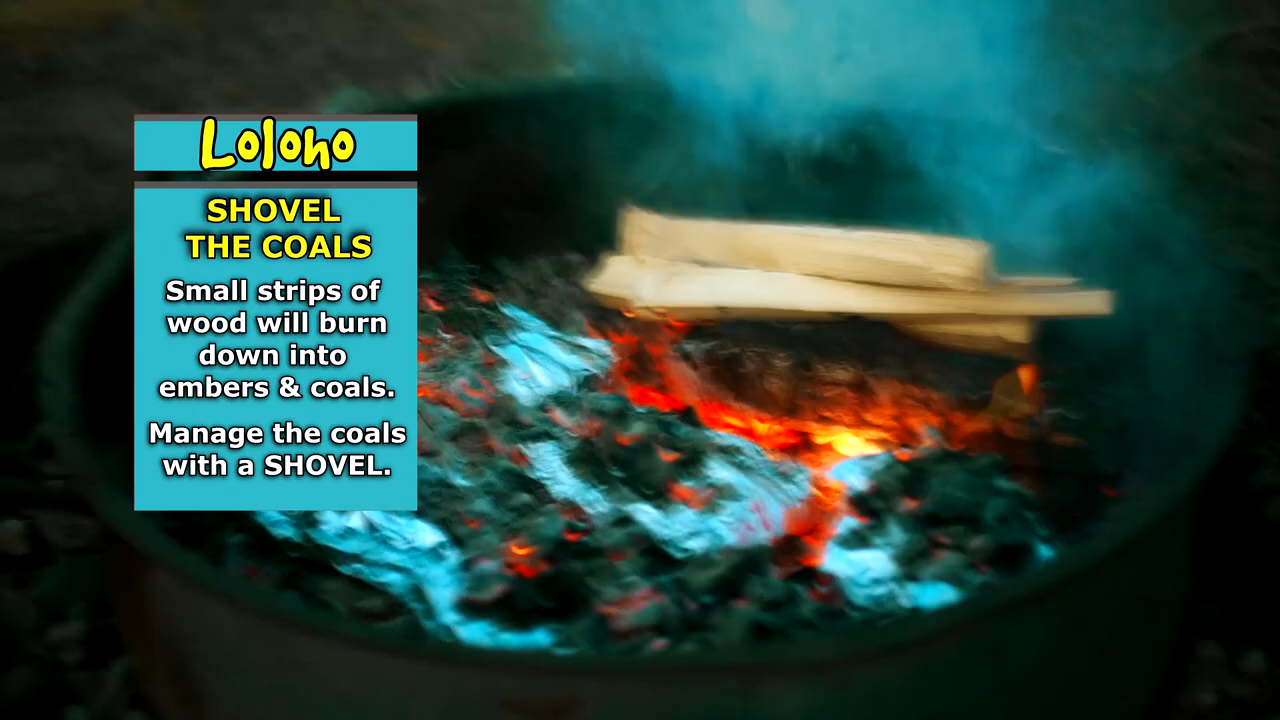 Loloho
SHOVEL
THE COALS
Small strips of
wood will burn
down into
embers & coals.
Manage the coals
with a SHOVEL.